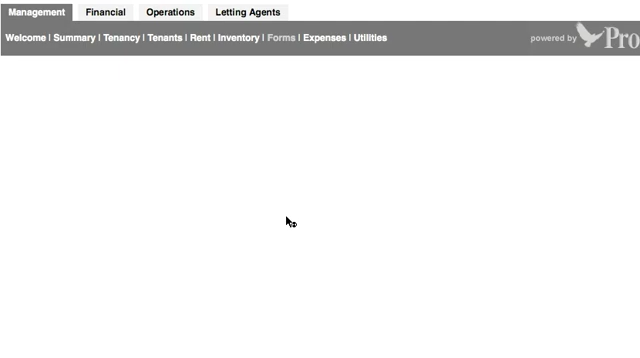 Management Financial Operations Letting Agents
Welcome | Summary | Tenancy | Tenants | Rent | Inventory | Forms | Expenses | Utilities powered by Pro